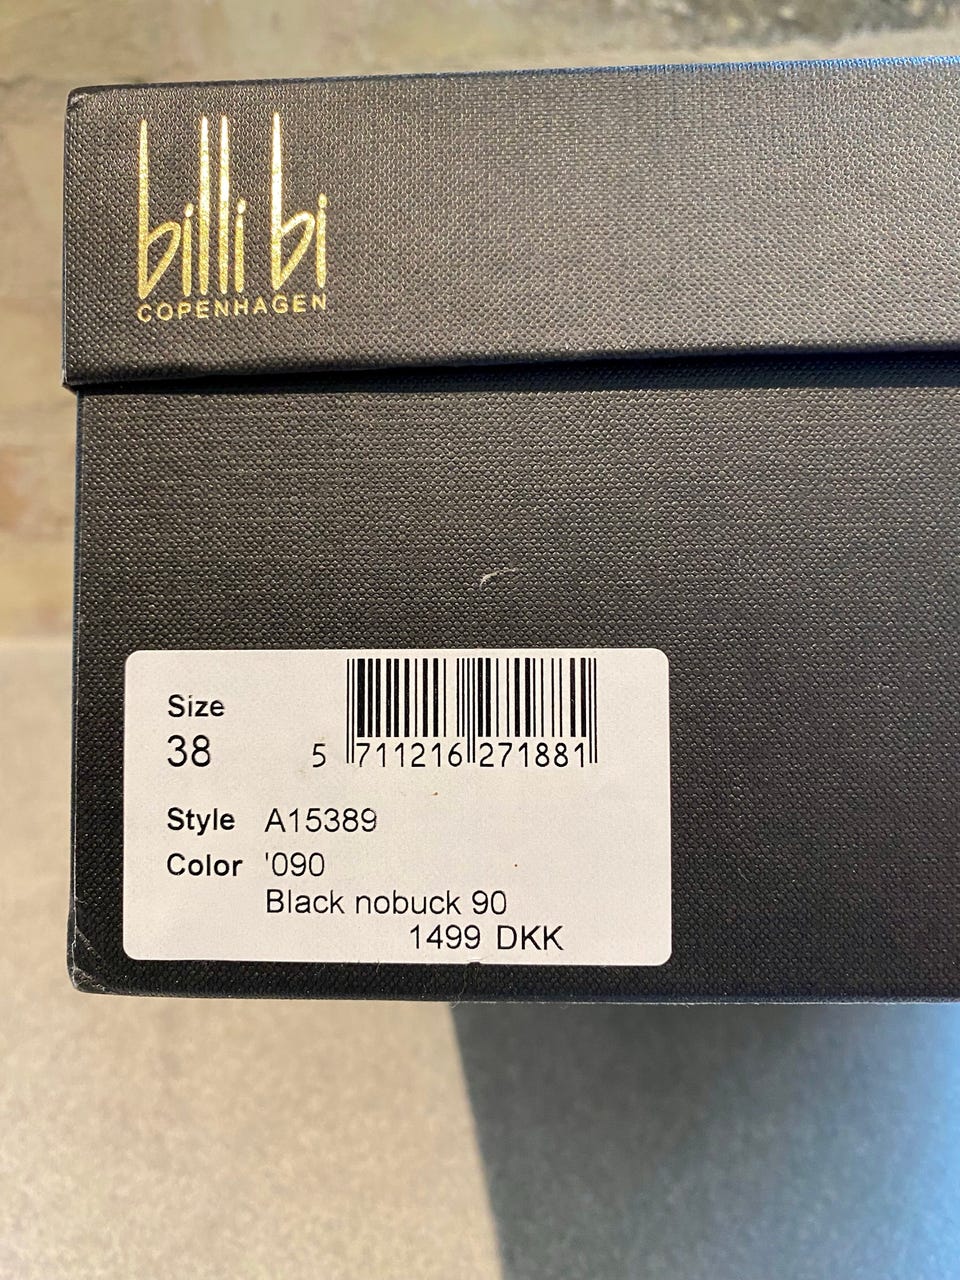 billi bi
COPENHAGEN
Size
38
5 711216 271881
Style A15389
Color '090
Black nobuck 90
1499 DKK